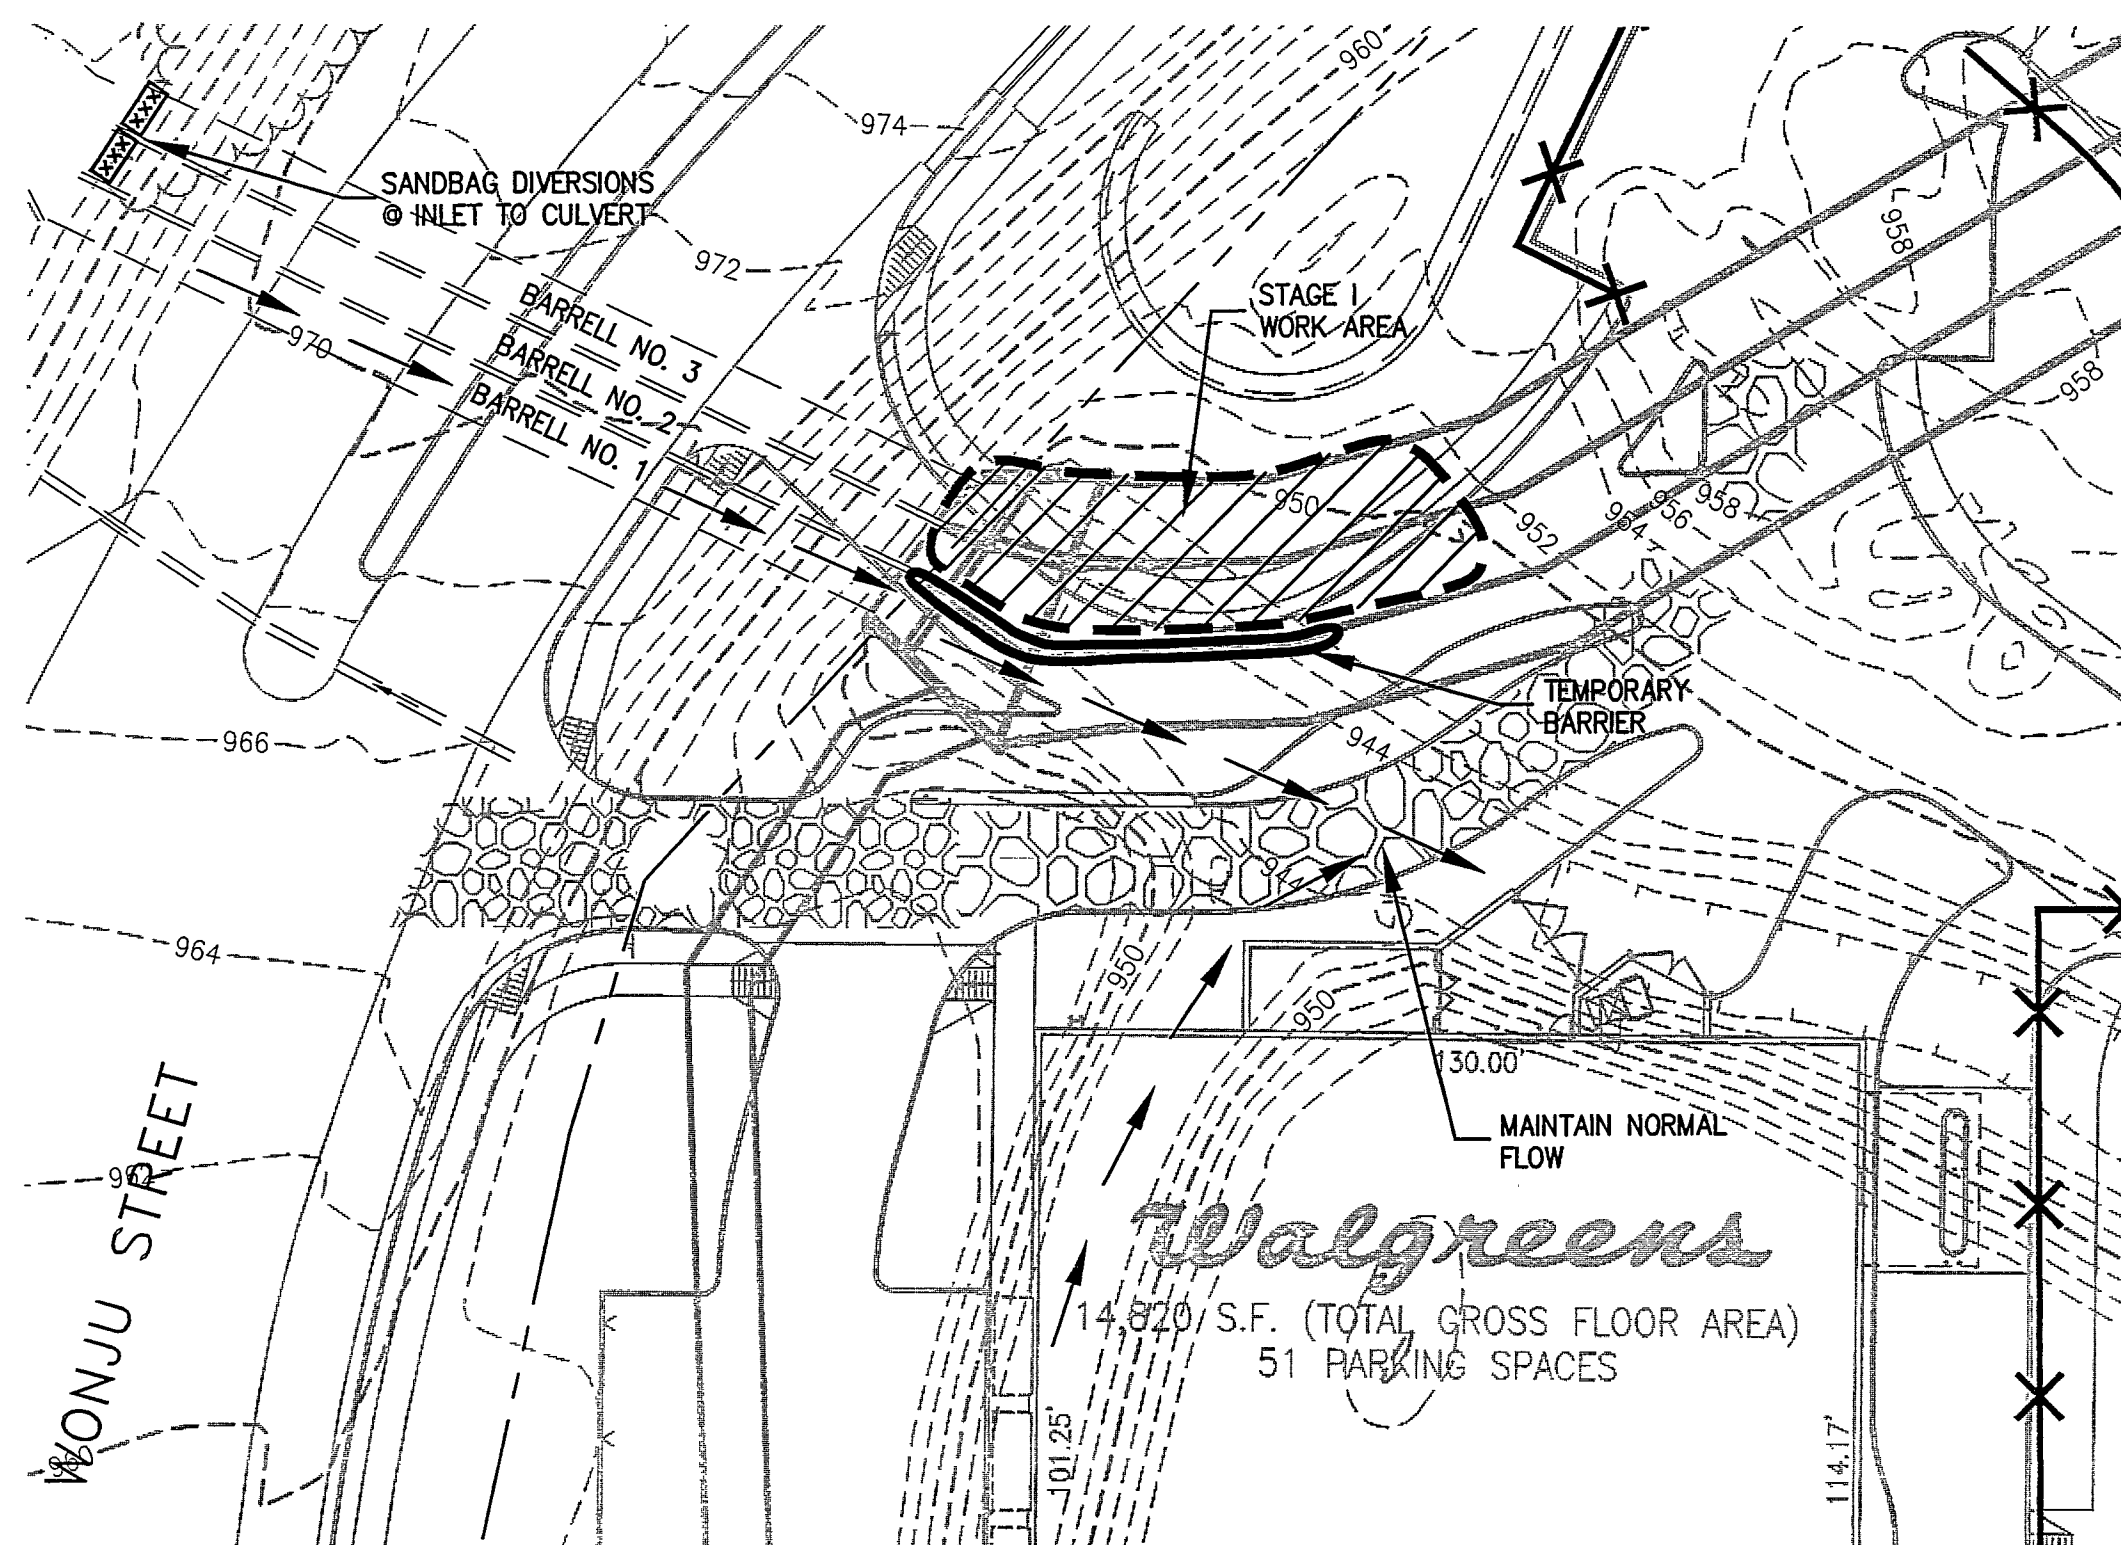 960
974
SANDBAG DIVERSIONS
@ INLET TO CULVERT
958
972
STAGE I
WORK AREA
BARRELL NO. 3
970
BARRELL NO. 2
958
BARRELL NO. 1
950
958
956
954
952
TEMPORARY
BARRIER
966
944
944
964
950
950
130.00'
MAINTAIN NORMAL
FLOW
962
WONJU STREET
Walgreens
14,820 S.F. (TOTAL GROSS FLOOR AREA)
51 PARKING SPACES
101.25'
114.17'